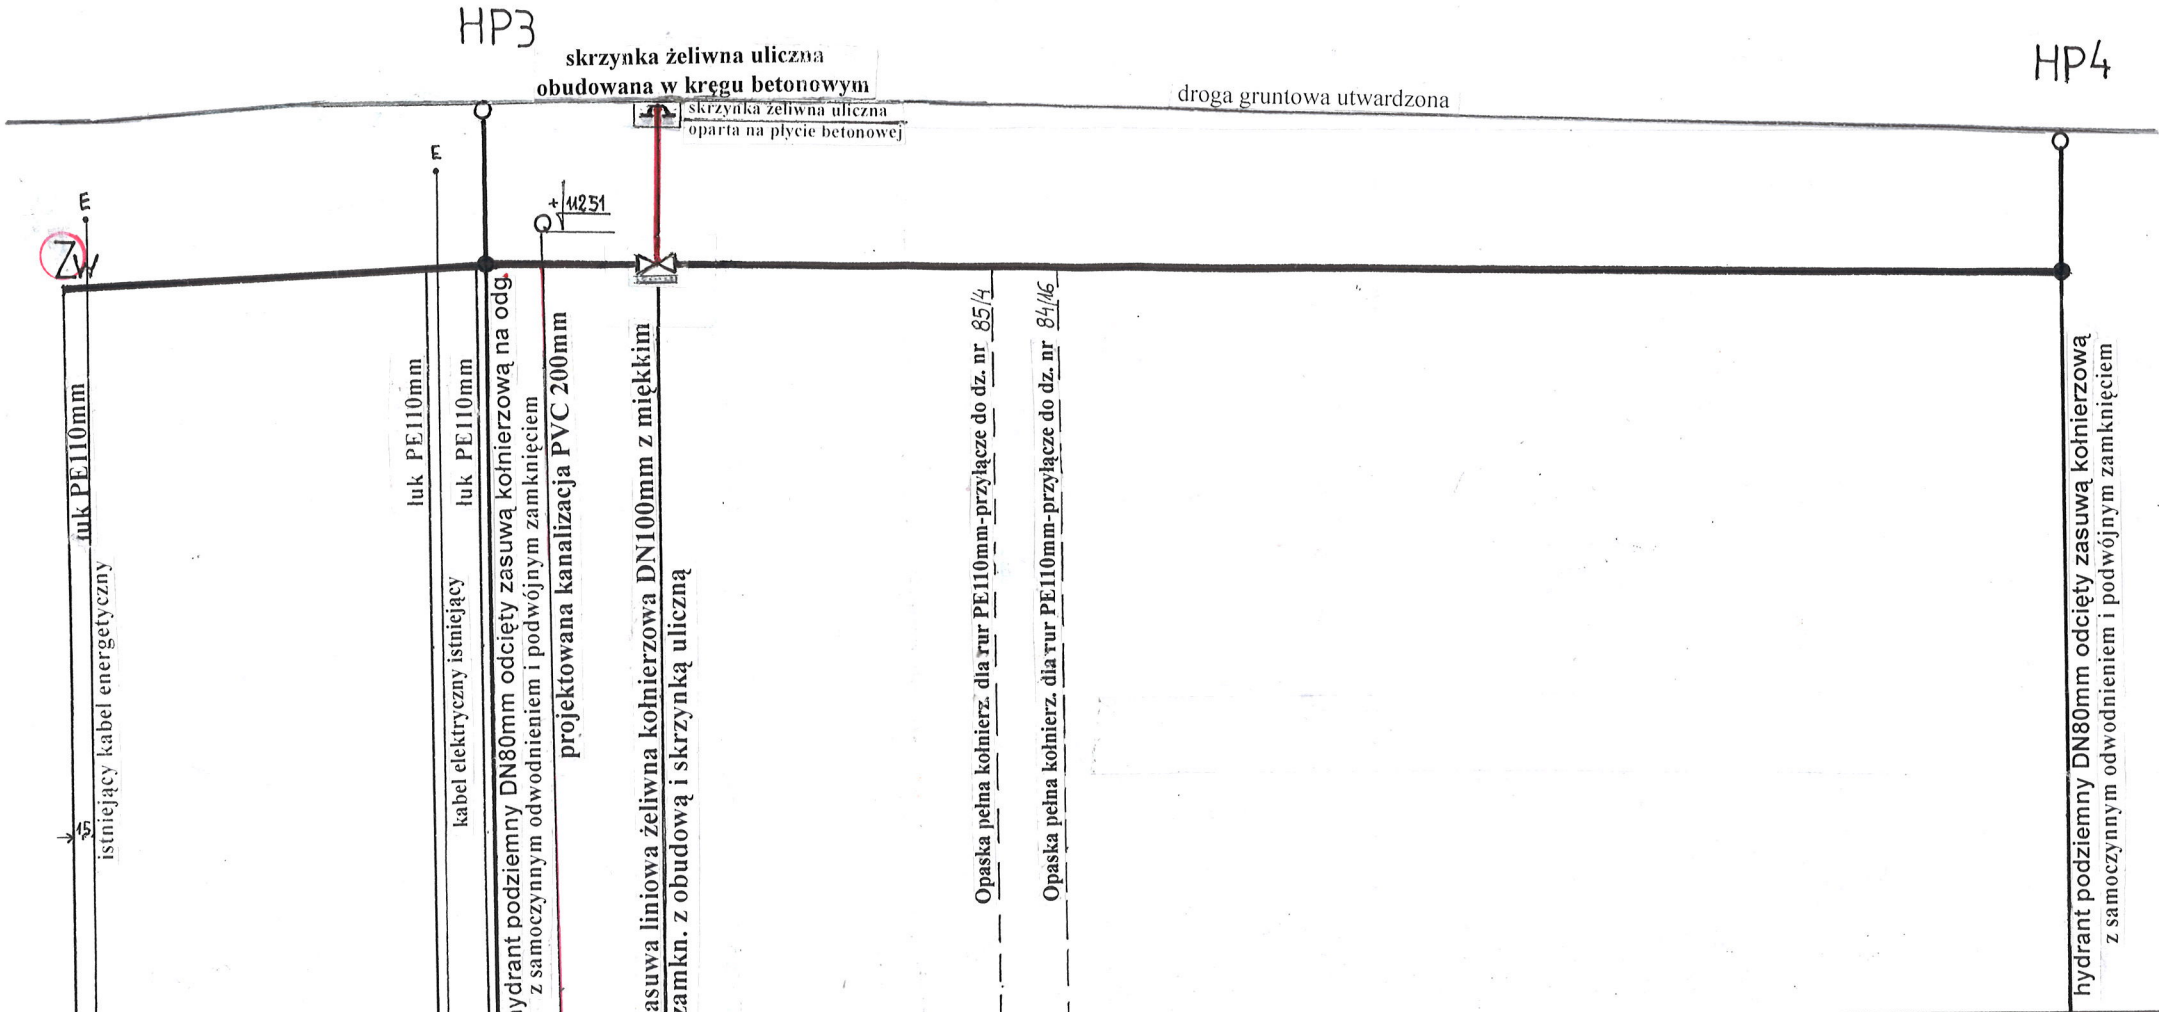 HP3
skrzynka żeliwna uliczna
obudowana w kręgu betonowym
skrzynka żeliwna uliczna
oparta na płycie betonowej
droga gruntowa utwardzona
HP4
E
E
Zw
łuk PE110mm
istniejący kabel energetyczny
15
łuk PE110mm
kabel elektryczny istniejący
łuk PE110mm
hydrant podziemny DN80mm odcięty zasuwą kołnierzową na odg.
z samoczynnym odwodnieniem i podwójnym zamknięciem
projektowana kanalizacja PVC 200mm
asuwa liniowa żeliwna kołnierzowa DN100mm z miękkim
zamkn. z obudową i skrzynką uliczną
Opaska pełna kołnierz. dla rur PE110mm-przyłącze do dz. nr 85/4
Opaska pełna kołnierz. dla rur PE110mm-przyłącze do dz. nr 84/16
hydrant podziemny DN80mm odcięty zasuwą kołnierzową
z samoczynnym odwodnieniem i podwójnym zamknięciem